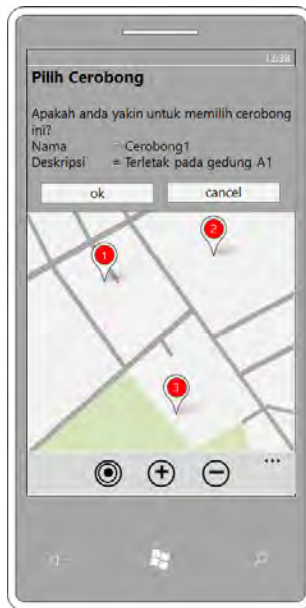 12:38
Pilih Cerobong
Apakah anda yakin untuk memilih cerobong
ini?
Nama = Cerobong1
Deskripsi = Terletak pada gedung A1
ok cancel
2
1
3
...